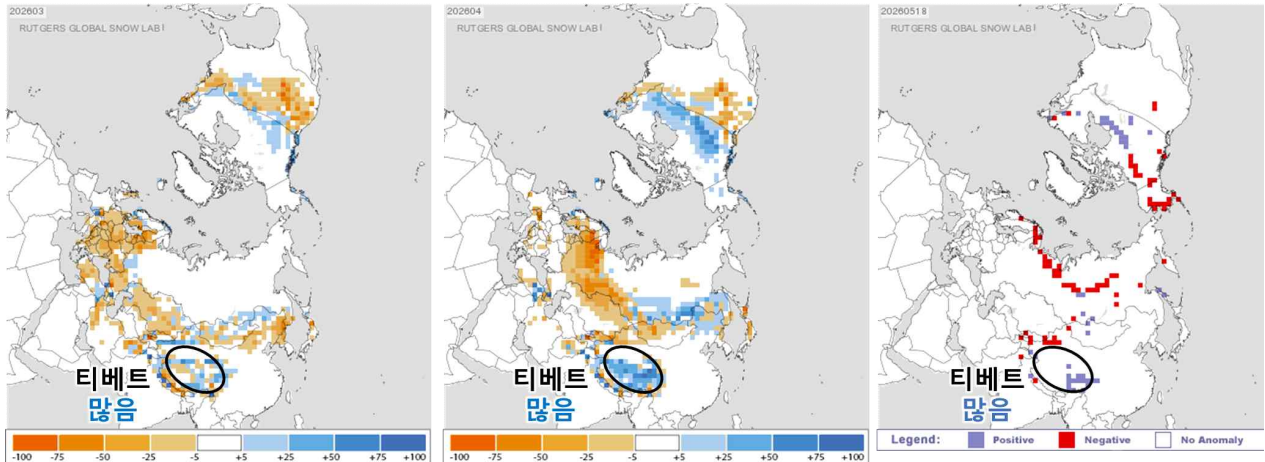 202603
RUTGERS GLOBAL SNOW LAB
티베트
많음
-100 -75 -50 -25 -5 +5 +25 +50 +75 +100
202604
RUTGERS GLOBAL SNOW LAB
티베트
많음
-100 -75 -50 -25 -5 +5 +25 +50 +75 +100
20260518
RUTGERS GLOBAL SNOW LAB
티베트
많음
Legend: Positive Negative No Anomaly